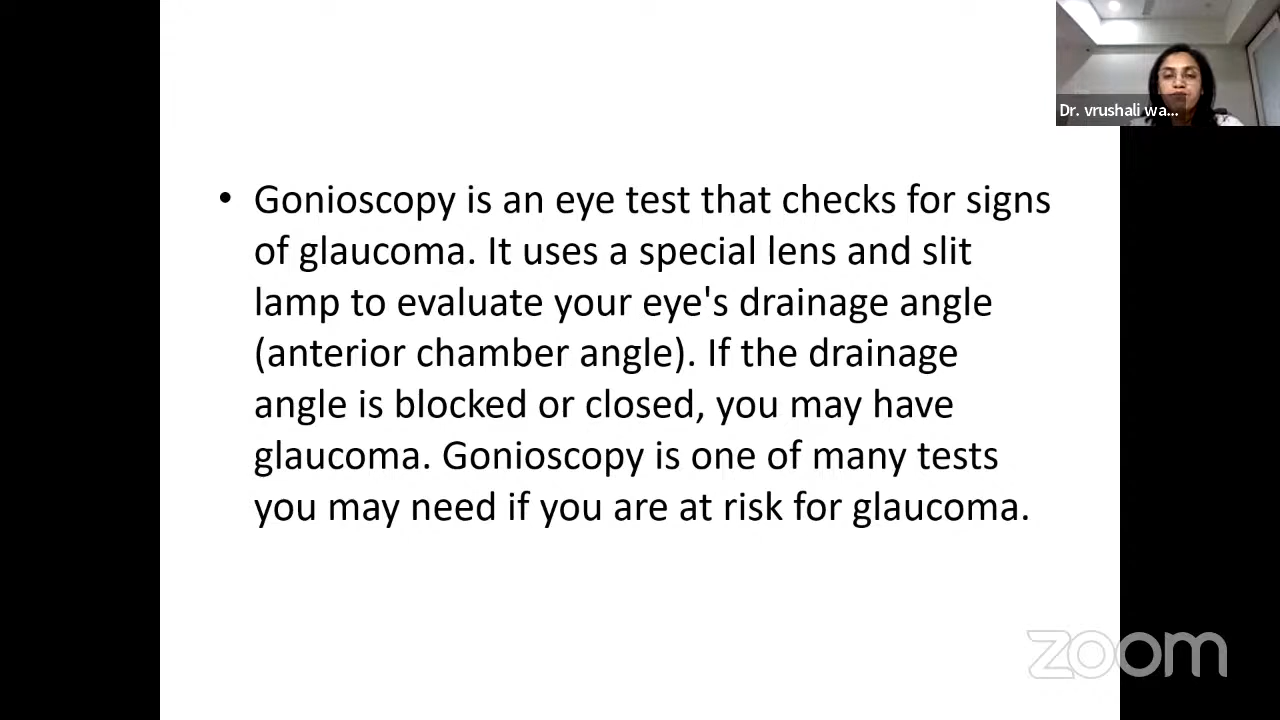 Dr. vrushali wa...
• Gonioscopy is an eye test that checks for signs
of glaucoma. It uses a special lens and slit
lamp to evaluate your eye's drainage angle
(anterior chamber angle). If the drainage
angle is blocked or closed, you may have
glaucoma. Gonioscopy is one of many tests
you may need if you are at risk for glaucoma.
zoom